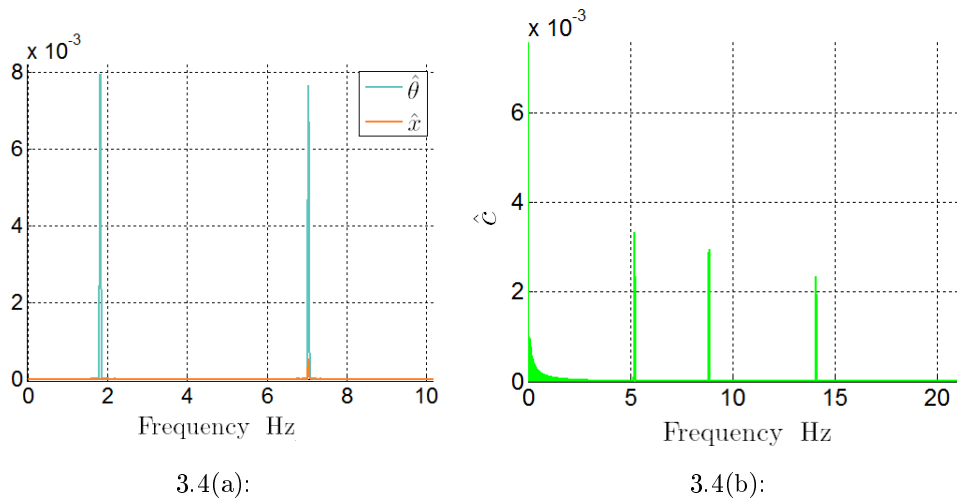 x 10⁻³
8
6
4
2
0
0 2 4 6 8 10
Frequency Hz
θ̂
x̂
3.4(a):
x 10⁻³
6
4
2
0
ĉ
0 5 10 15 20
Frequency Hz
3.4(b):